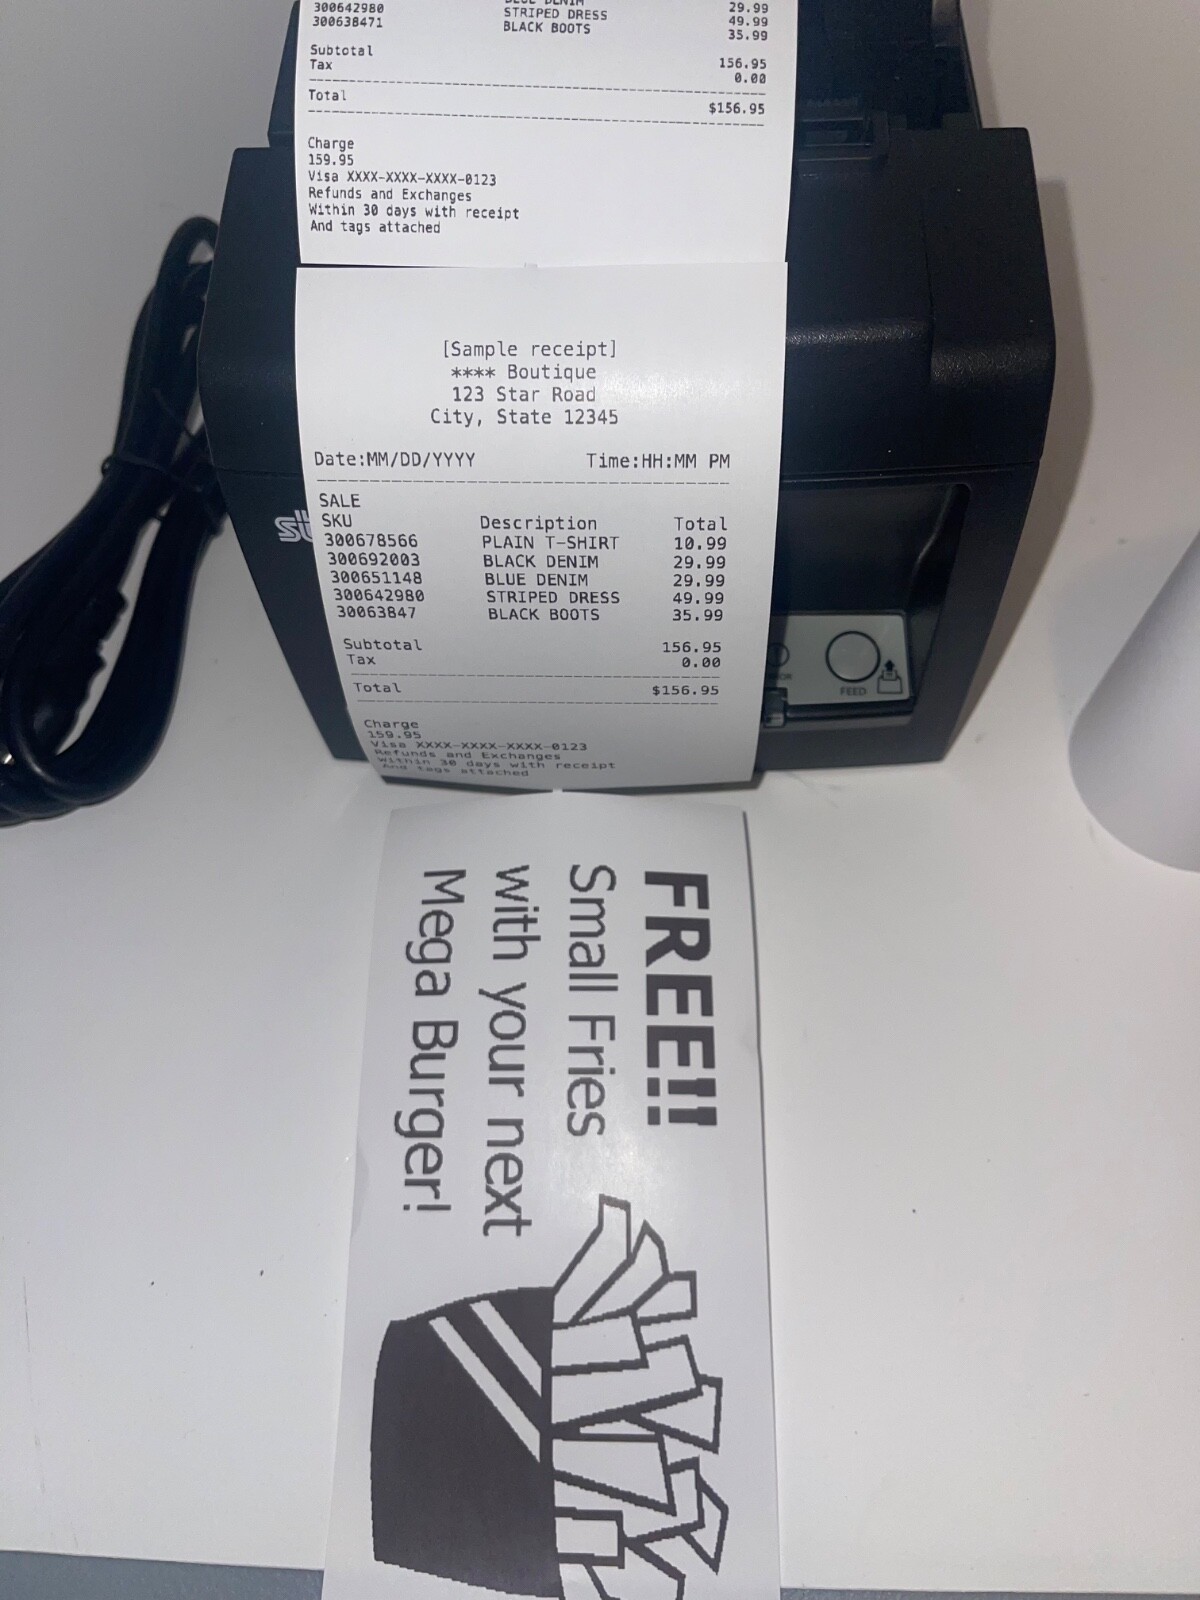 BLUE DENIM 29.99
300642980 STRIPED DRESS 49.99
300638471 BLACK BOOTS 35.99
Subtotal 156.95
Tax 0.00
Total $156.95
Charge
159.95
Visa XXXX-XXXX-XXXX-0123
Refunds and Exchanges
Within 30 days with receipt
And tags attached
[Sample receipt]
**** Boutique
123 Star Road
City, State 12345
Date:MM/DD/YYYY Time:HH:MM PM
SALE
SKU Description Total
300678566 PLAIN T-SHIRT 10.99
300692003 BLACK DENIM 29.99
300651148 BLUE DENIM 29.99
300642980 STRIPED DRESS 49.99
30063847 BLACK BOOTS 35.99
Subtotal 156.95
Tax 0.00
Total $156.95
Charge
159.95
Visa XXXX-XXXX-XXXX-0123
Refunds and Exchanges
Within 30 days with receipt
And tags attached
FEED
FREE!!
Small Fries
with your next
Mega Burger!